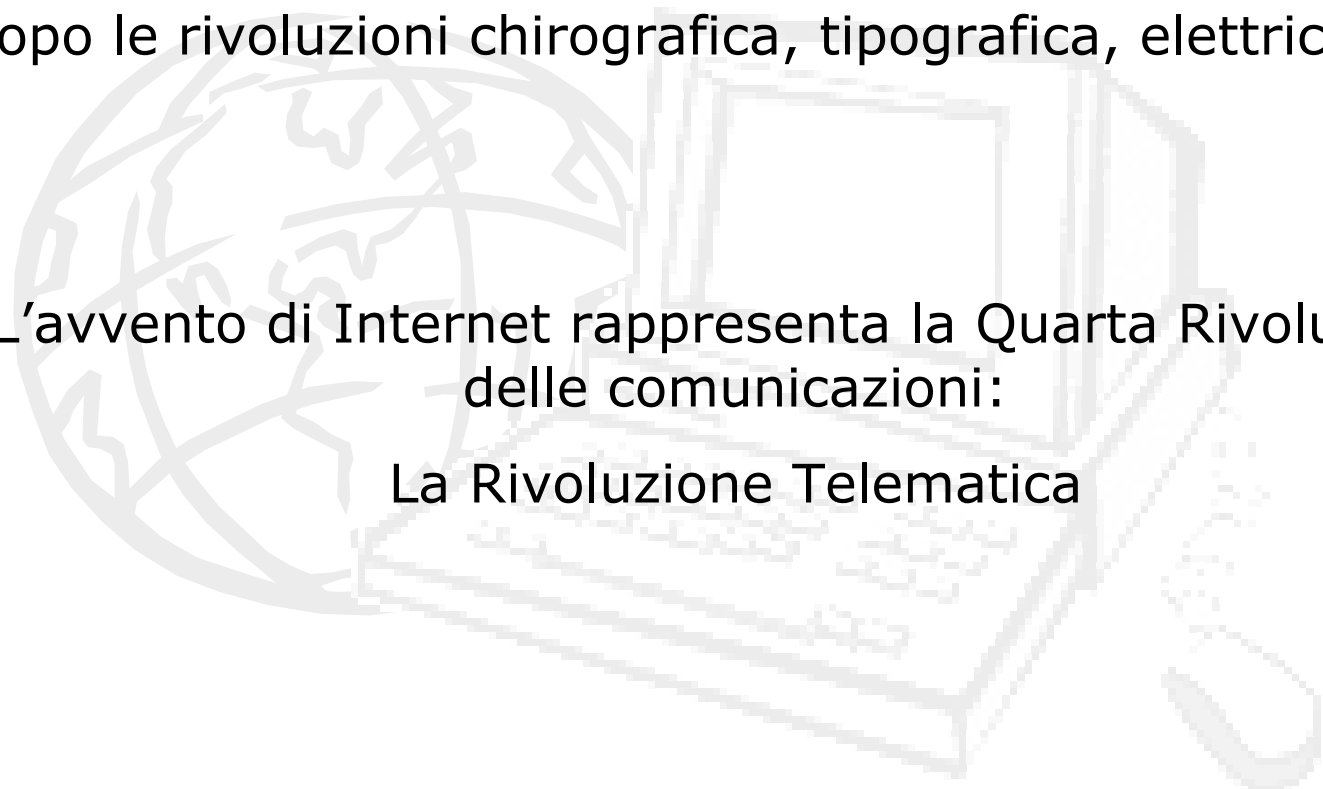 opo le rivoluzioni chirografica, tipografica, elettric
L’avvento di Internet rappresenta la Quarta Rivolu
delle comunicazioni:
La Rivoluzione Telematica